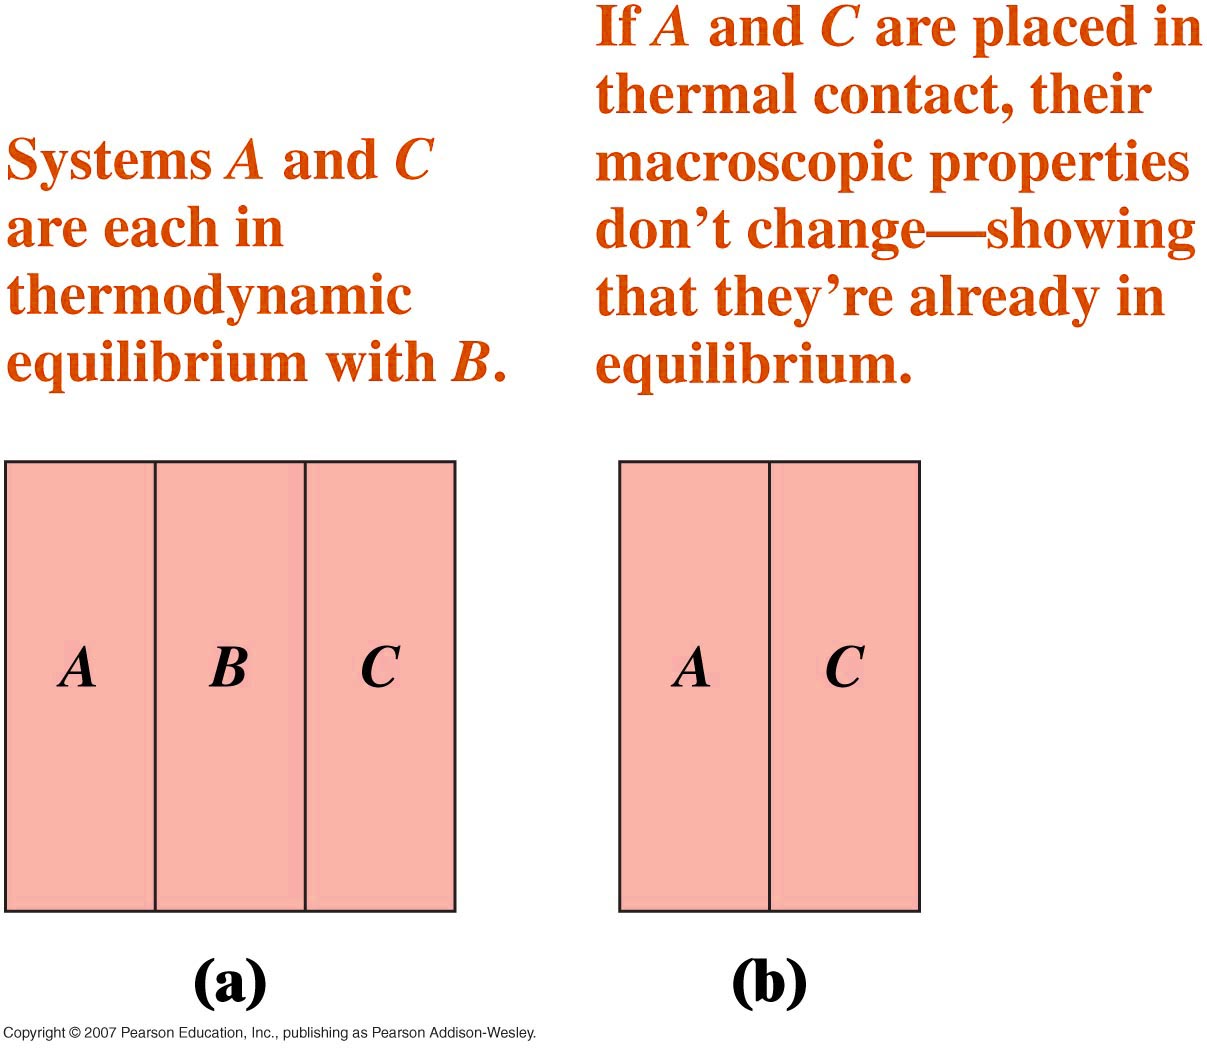 Systems A and C
are each in
thermodynamic
equilibrium with B.
If A and C are placed in
thermal contact, their
macroscopic properties
don’t change—showing
that they’re already in
equilibrium.
A B C
A C
(a)
(b)
Copyright © 2007 Pearson Education, Inc., publishing as Pearson Addison-Wesley.